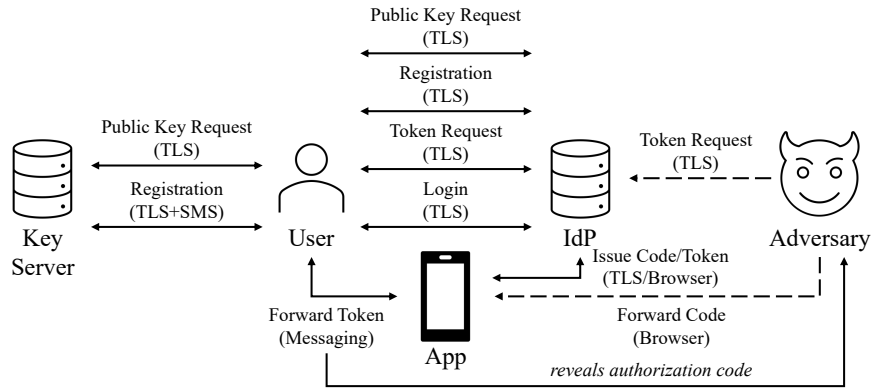 Public Key Request
(TLS)
Registration
(TLS)
Public Key Request
(TLS)
Token Request
(TLS)
Token Request
(TLS)
Registration
(TLS+SMS)
Login
(TLS)
Key
Server
User
IdP
Adversary
Issue Code/Token
(TLS/Browser)
Forward Token
(Messaging)
Forward Code
(Browser)
App
reveals authorization code